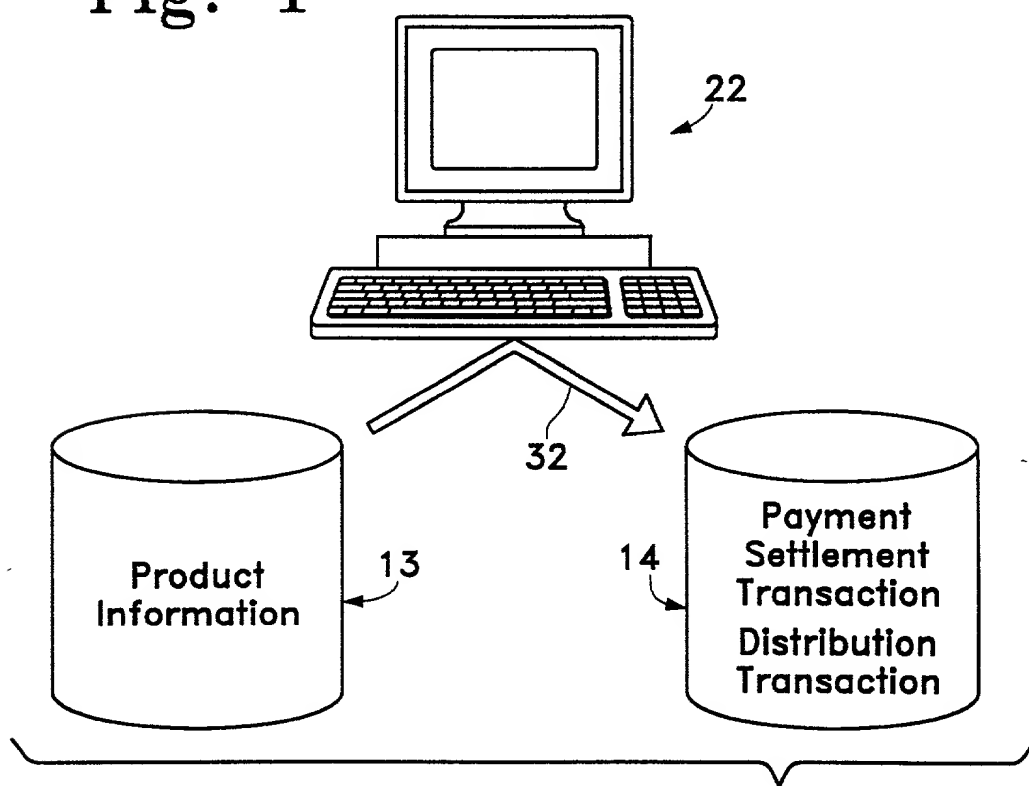 Fig. 1
22
32
Product
Information
13
14
Payment
Settlement
Transaction
Distribution
Transaction